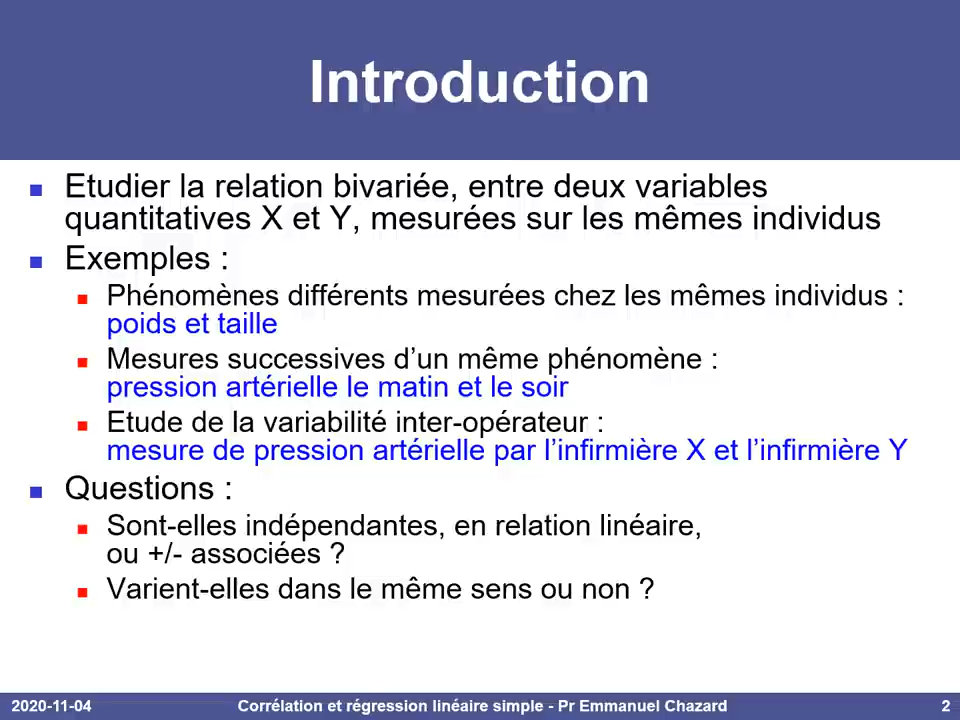 Introduction
Etudier la relation bivariée, entre deux variables
quantitatives X et Y, mesurées sur les mêmes individus
Exemples :
Phénomènes différents mesurées chez les mêmes individus :
poids et taille
Mesures successives d’un même phénomène :
pression artérielle le matin et le soir
Etude de la variabilité inter-opérateur :
mesure de pression artérielle par l’infirmière X et l’infirmière Y
Questions :
Sont-elles indépendantes, en relation linéaire,
ou +/- associées ?
Varient-elles dans le même sens ou non ?
2020-11-04 Corrélation et régression linéaire simple - Pr Emmanuel Chazard 2